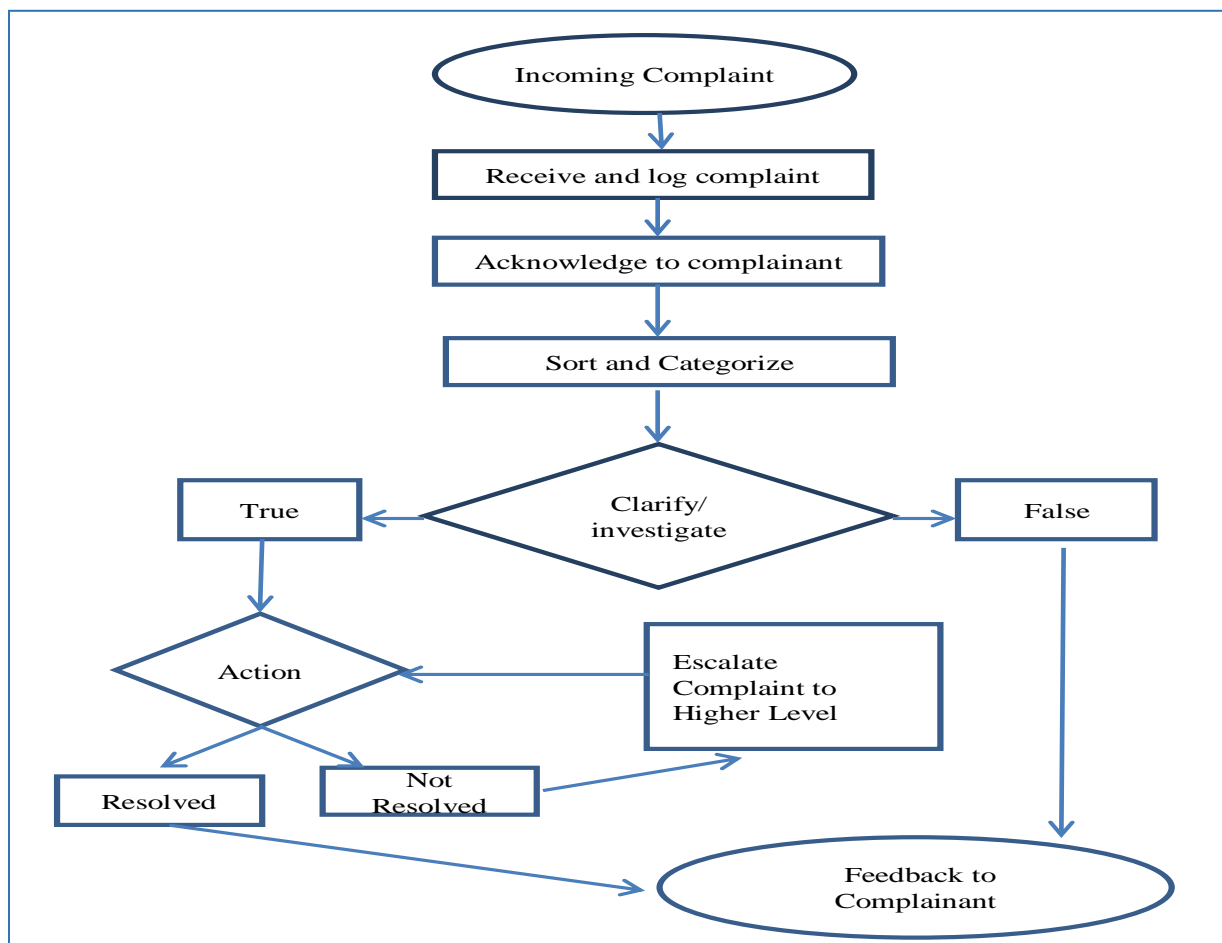 Incoming Complaint
Receive and log complaint
Acknowledge to complainant
Sort and Categorize
Clarify/
investigate
True
False
Action
Escalate
Complaint to
Higher Level
Resolved
Not
Resolved
Feedback to
Complainant